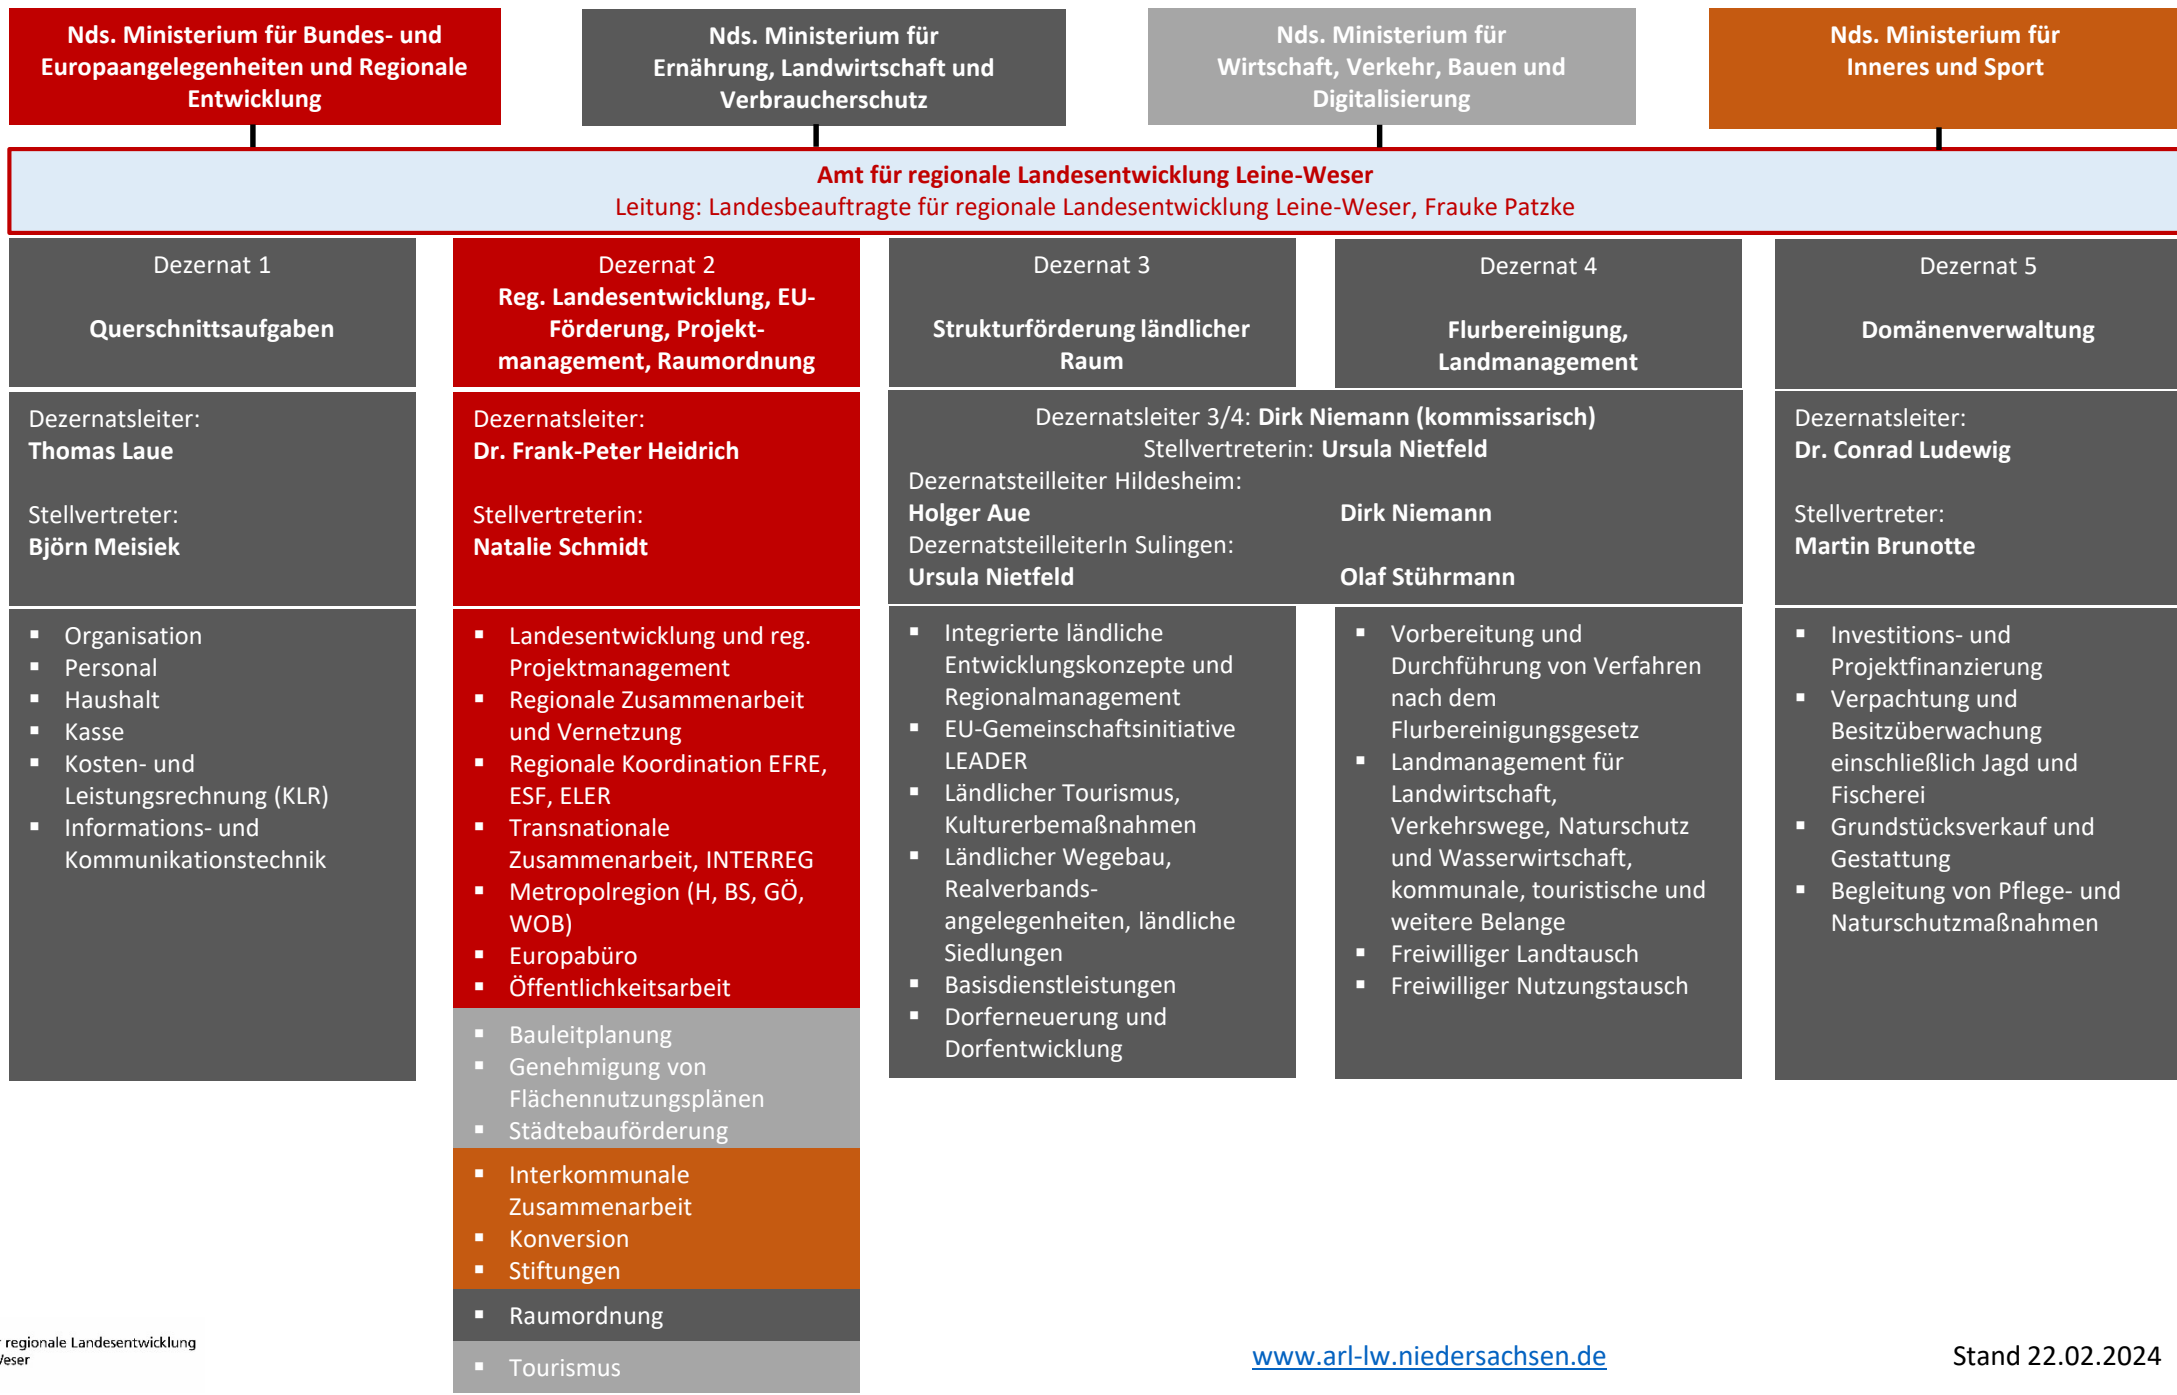 Nds. Ministerium für Bundes- und
Europaangelegenheiten und Regionale
Entwicklung
Nds. Ministerium für
Ernährung, Landwirtschaft und
Verbraucherschutz
Nds. Ministerium für
Wirtschaft, Verkehr, Bauen und
Digitalisierung
Nds. Ministerium für
Inneres und Sport
Amt für regionale Landesentwicklung Leine-Weser
Leitung: Landesbeauftragte für regionale Landesentwicklung Leine-Weser, Frauke Patzke
Dezernat 1
Querschnittsaufgaben
Dezernatsleiter:
Thomas Laue
Stellvertreter:
Björn Meisiek
▪ Organisation
▪ Personal
▪ Haushalt
▪ Kasse
▪ Kosten- und
Leistungsrechnung (KLR)
▪ Informations- und
Kommunikationstechnik
Dezernat 2
Reg. Landesentwicklung, EU-
Förderung, Projekt-
management, Raumordnung
Dezernatsleiter:
Dr. Frank-Peter Heidrich
Stellvertreterin:
Natalie Schmidt
▪ Landesentwicklung und reg.
Projektmanagement
▪ Regionale Zusammenarbeit
und Vernetzung
▪ Regionale Koordination EFRE,
ESF, ELER
▪ Transnationale
Zusammenarbeit, INTERREG
▪ Metropolregion (H, BS, GÖ,
WOB)
▪ Europabüro
▪ Öffentlichkeitsarbeit
▪ Bauleitplanung
▪ Genehmigung von
Flächennutzungsplänen
▪ Städtebauförderung
▪ Interkommunale
Zusammenarbeit
▪ Konversion
▪ Stiftungen
▪ Raumordnung
▪ Tourismus
Dezernat 3
Strukturförderung ländlicher
Raum
Dezernat 4
Flurbereinigung,
Landmanagement
Dezernatsleiter 3/4: Dirk Niemann (kommissarisch)
Stellvertreterin: Ursula Nietfeld
Dezernatsteilleiter Hildesheim:
Holger Aue Dirk Niemann
DezernatsteilleiterIn Sulingen:
Ursula Nietfeld Olaf Stührmann
▪ Integrierte ländliche
Entwicklungskonzepte und
Regionalmanagement
▪ EU-Gemeinschaftsinitiative
LEADER
▪ Ländlicher Tourismus,
Kulturerbemaßnahmen
▪ Ländlicher Wegebau,
Realverbands-
angelegenheiten, ländliche
Siedlungen
▪ Basisdienstleistungen
▪ Dorferneuerung und
Dorfentwicklung
▪ Vorbereitung und
Durchführung von Verfahren
nach dem
Flurbereinigungsgesetz
▪ Landmanagement für
Landwirtschaft,
Verkehrswege, Naturschutz
und Wasserwirtschaft,
kommunale, touristische und
weitere Belange
▪ Freiwilliger Landtausch
▪ Freiwilliger Nutzungstausch
Dezernat 5
Domänenverwaltung
Dezernatsleiter:
Dr. Conrad Ludewig
Stellvertreter:
Martin Brunotte
▪ Investitions- und
Projektfinanzierung
▪ Verpachtung und
Besitzüberwachung
einschließlich Jagd und
Fischerei
▪ Grundstücksverkauf und
Gestattung
▪ Begleitung von Pflege- und
Naturschutzmaßnahmen
regionale Landesentwicklung
www.arl-lw.niedersachsen.de
Stand 22.02.2024